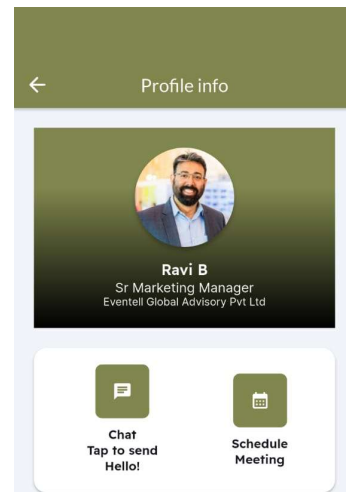 Profile info
Ravi B
Sr Marketing Manager
Eventell Global Advisory Pvt Ltd
Chat
Tap to send
Hello!
Schedule
Meeting